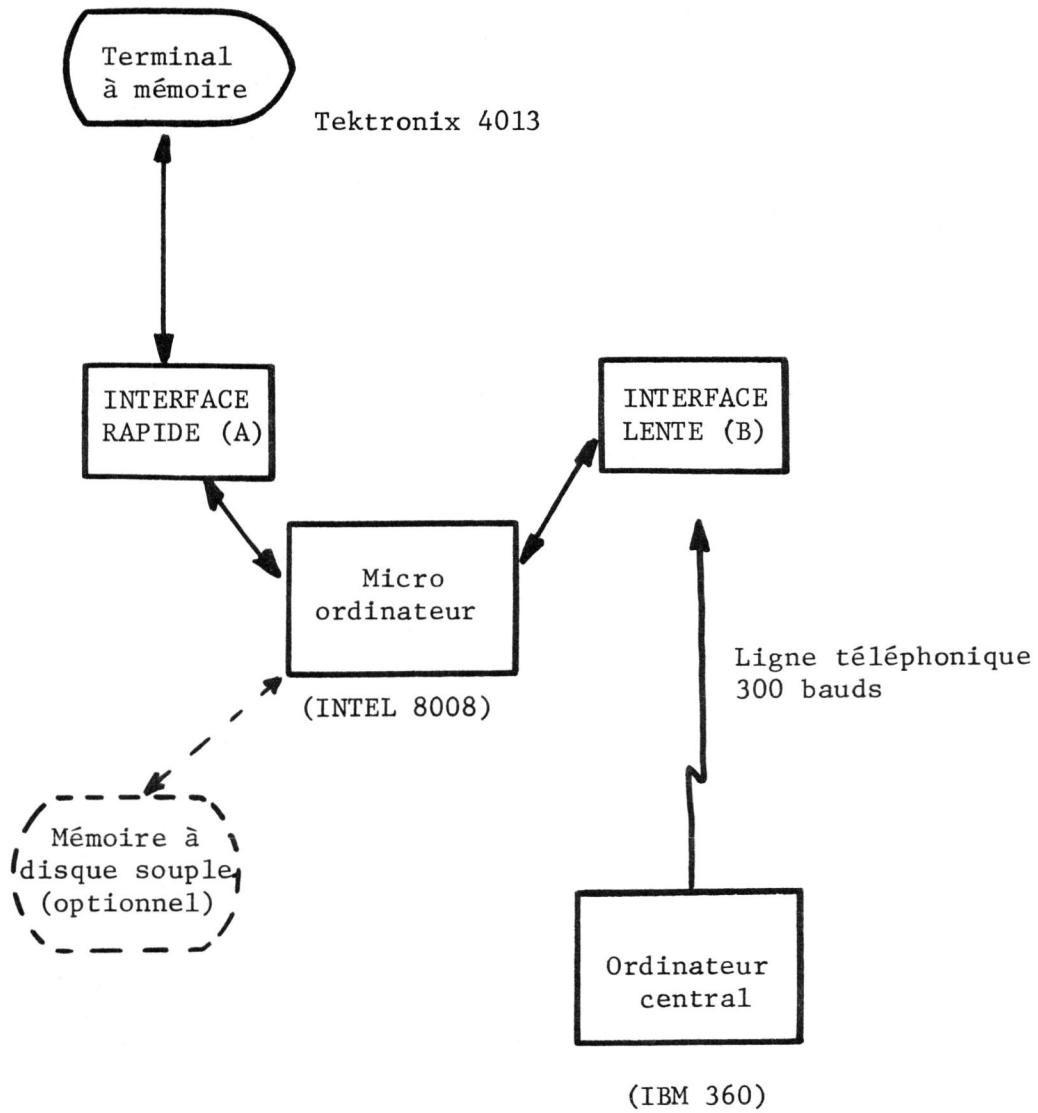 Terminal
à mémoire
Tektronix 4013
INTERFACE
RAPIDE (A)
INTERFACE
LENTE (B)
Micro
ordinateur
(INTEL 8008)
Ligne téléphonique
300 bauds
Mémoire à
disque souple
(optionnel)
Ordinateur
central
(IBM 360)